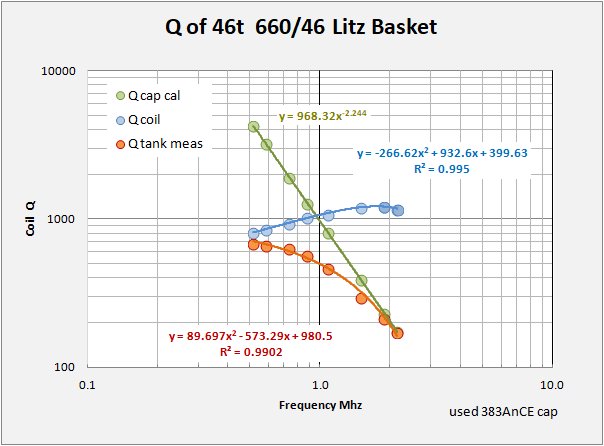 Q of 46t 660/46 Litz Basket
10000
1000
100
Coil Q
Q cap cal
Q coil
Q tank meas
y = 968.32x^-2.244
y = -266.62x² + 932.6x + 399.63
R² = 0.995
y = 89.697x² - 573.29x + 980.5
R² = 0.9902
0.1
1.0
10.0
Frequency Mhz
used 383AnCE cap